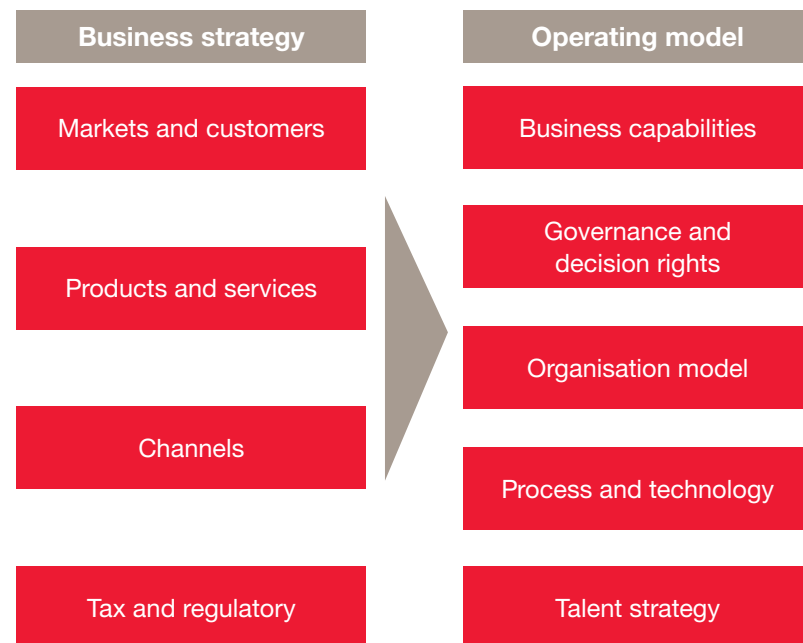 Business strategy
Markets and customers
Products and services
Channels
Tax and regulatory
Operating model
Business capabilities
Governance and
decision rights
Organisation model
Process and technology
Talent strategy